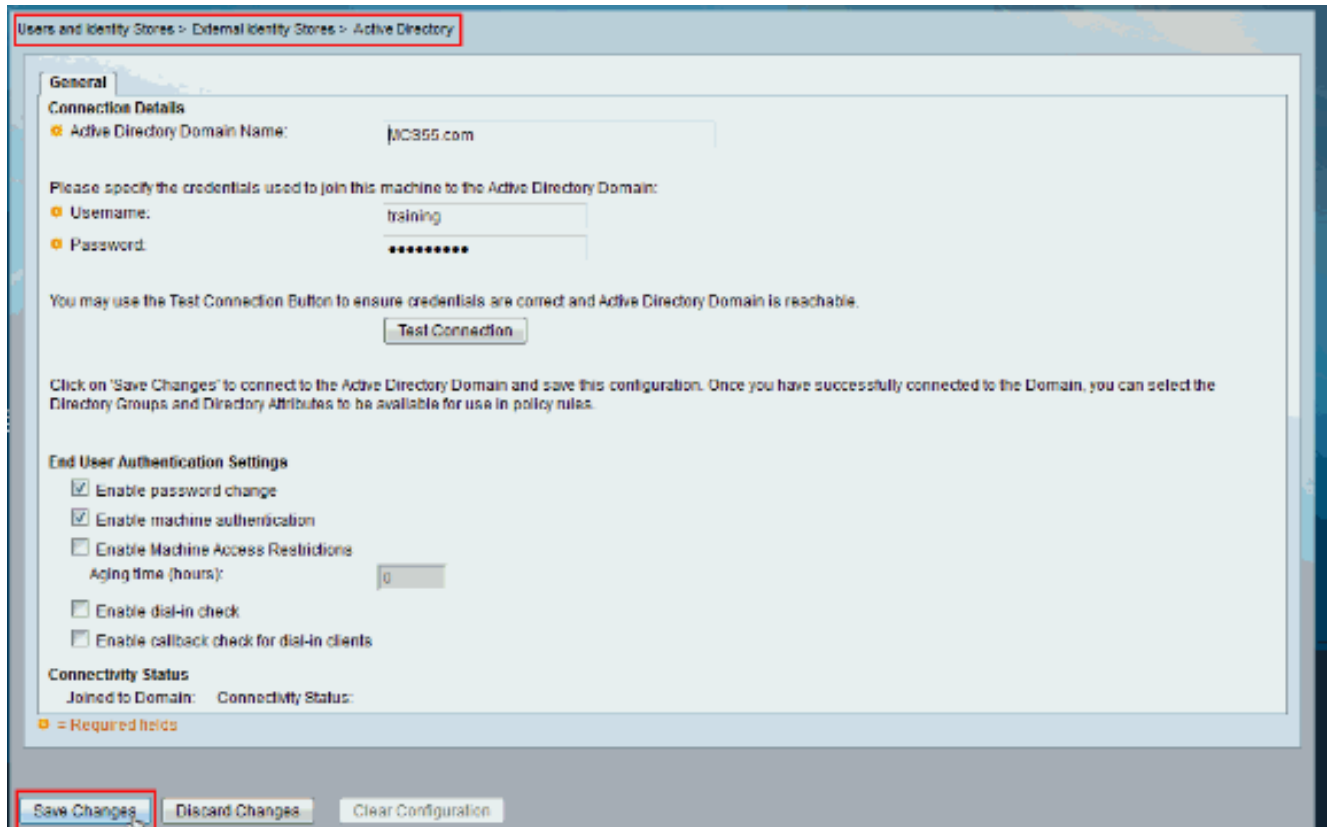 Users and Identity Stores > External Identity Stores > Active Directory
General
Connection Details
Active Directory Domain Name: MCS55.com
Please specify the credentials used to join this machine to the Active Directory Domain:
Username: training
Password: •••••••••
You may use the Test Connection Button to ensure credentials are correct and Active Directory Domain is reachable.
Test Connection
Click on 'Save Changes' to connect to the Active Directory Domain and save this configuration. Once you have successfully connected to the Domain, you can select the
Directory Groups and Directory Attributes to be available for use in policy rules.
End User Authentication Settings
Enable password change
Enable machine authentication
Enable Machine Access Restrictions
Aging time (hours): 0
Enable dial-in check
Enable callback check for dial-in clients
Connectivity Status
Joined to Domain: Connectivity Status:
= Required fields
Save Changes Discard Changes Clear Configuration